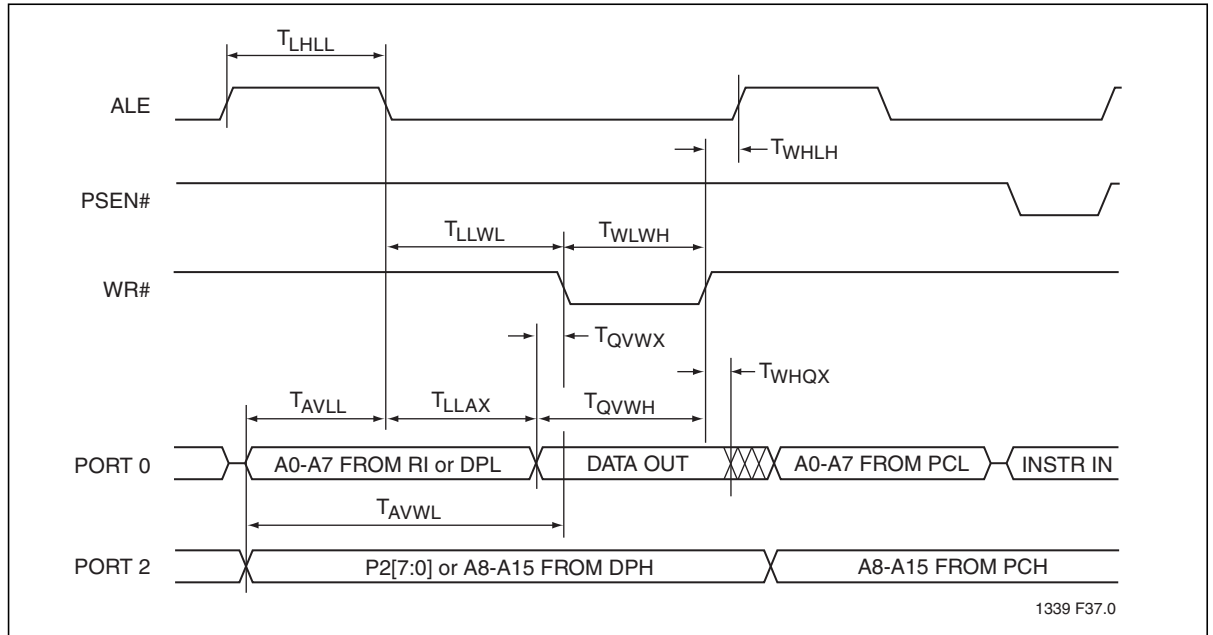 TLHLL
ALE
TWHLH
PSEN#
TLLWL
TWLWH
WR#
TQVWX
TWHQX
TAVLL
TLLAX
TQVWH
PORT 0
A0-A7 FROM RI or DPL
DATA OUT
A0-A7 FROM PCL
INSTR IN
TAVWL
PORT 2
P2[7:0] or A8-A15 FROM DPH
A8-A15 FROM PCH
1339 F37.0